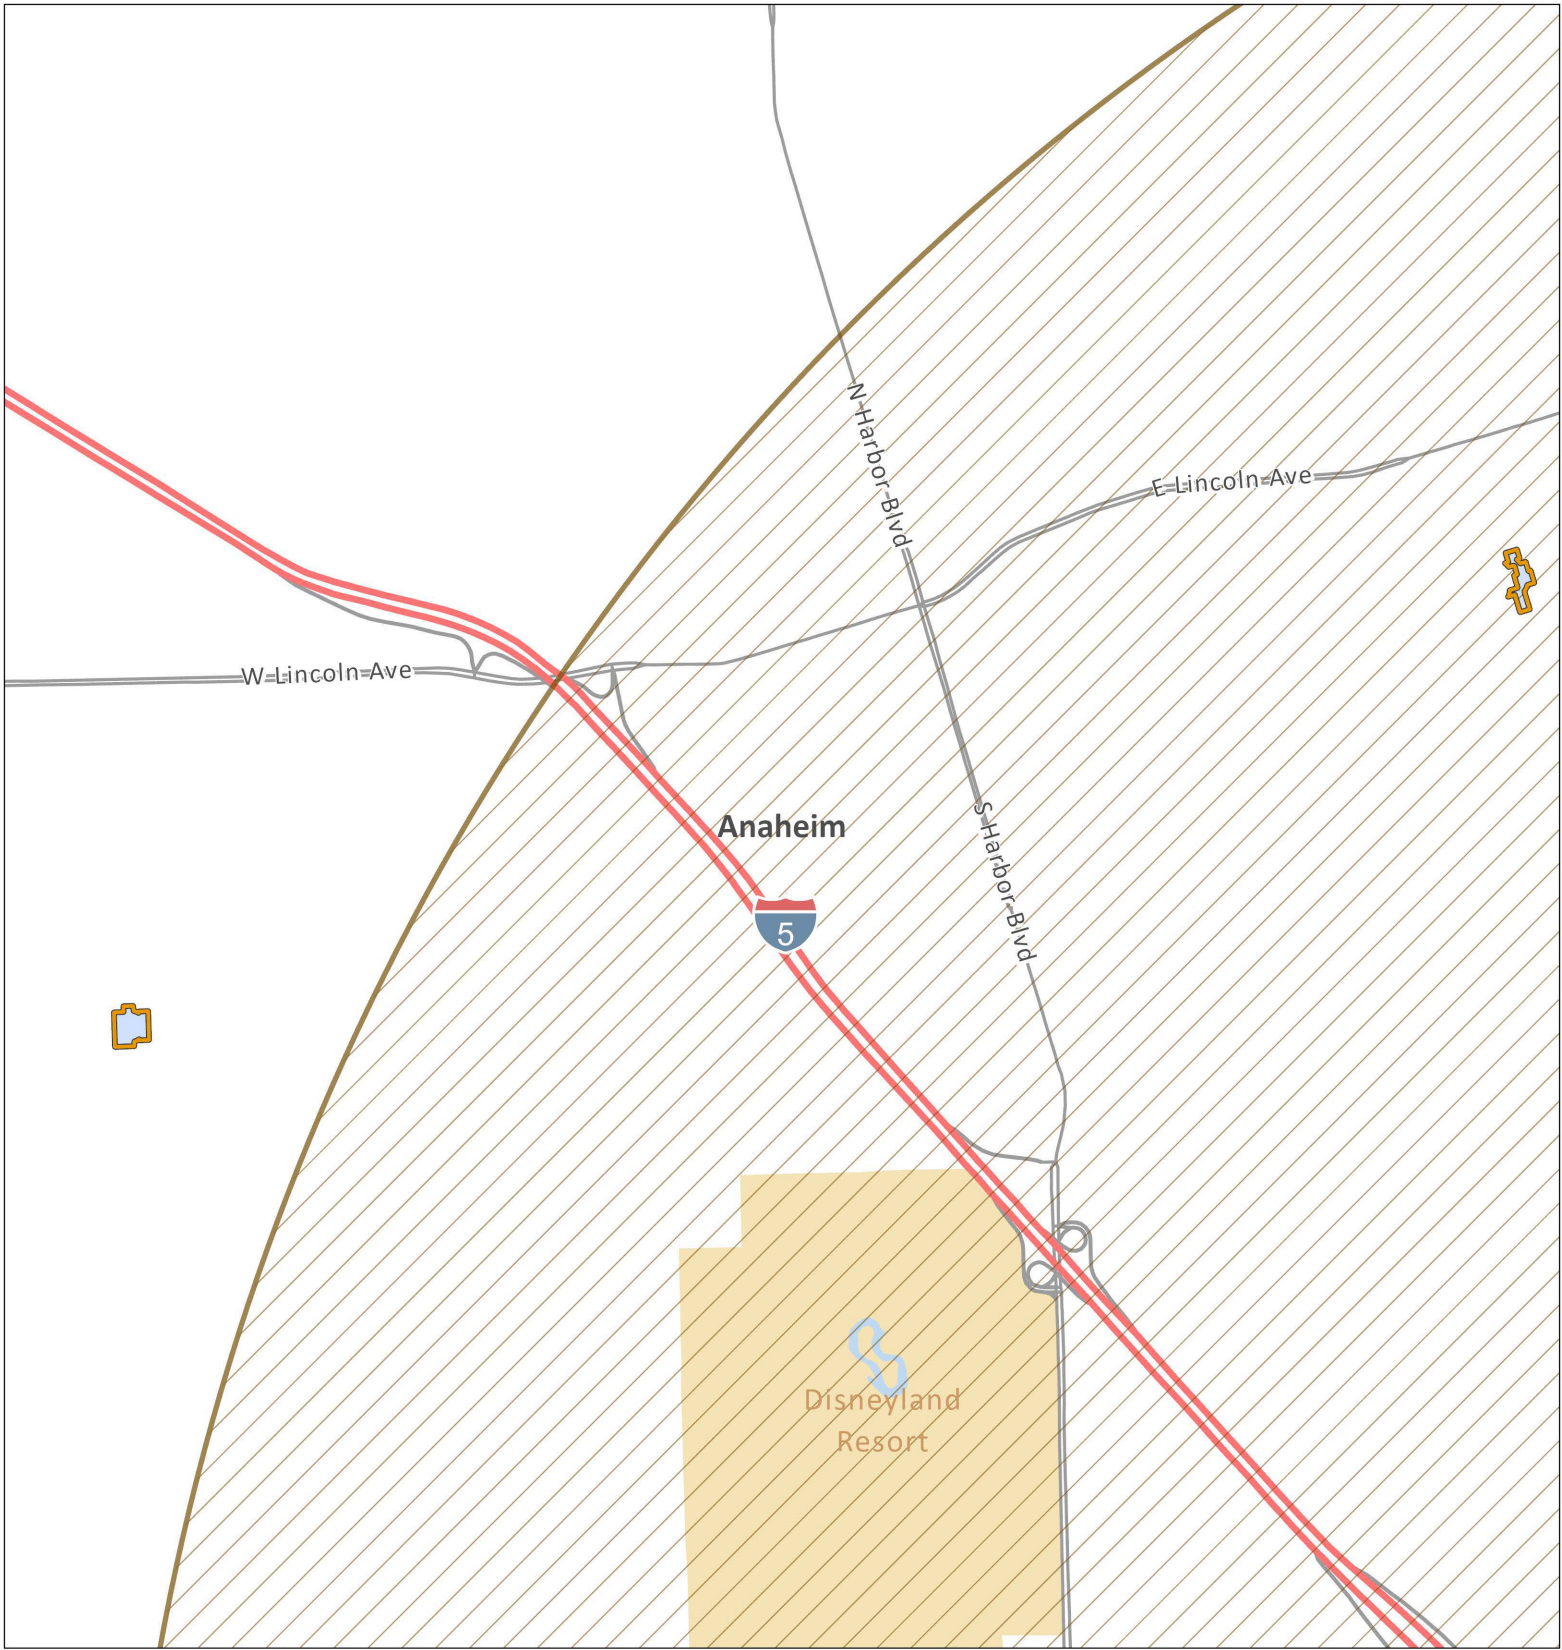 N Harbor Blvd
E Lincoln Ave
W Lincoln Ave
S Harbor Blvd
Anaheim
5
Disneyland
Resort